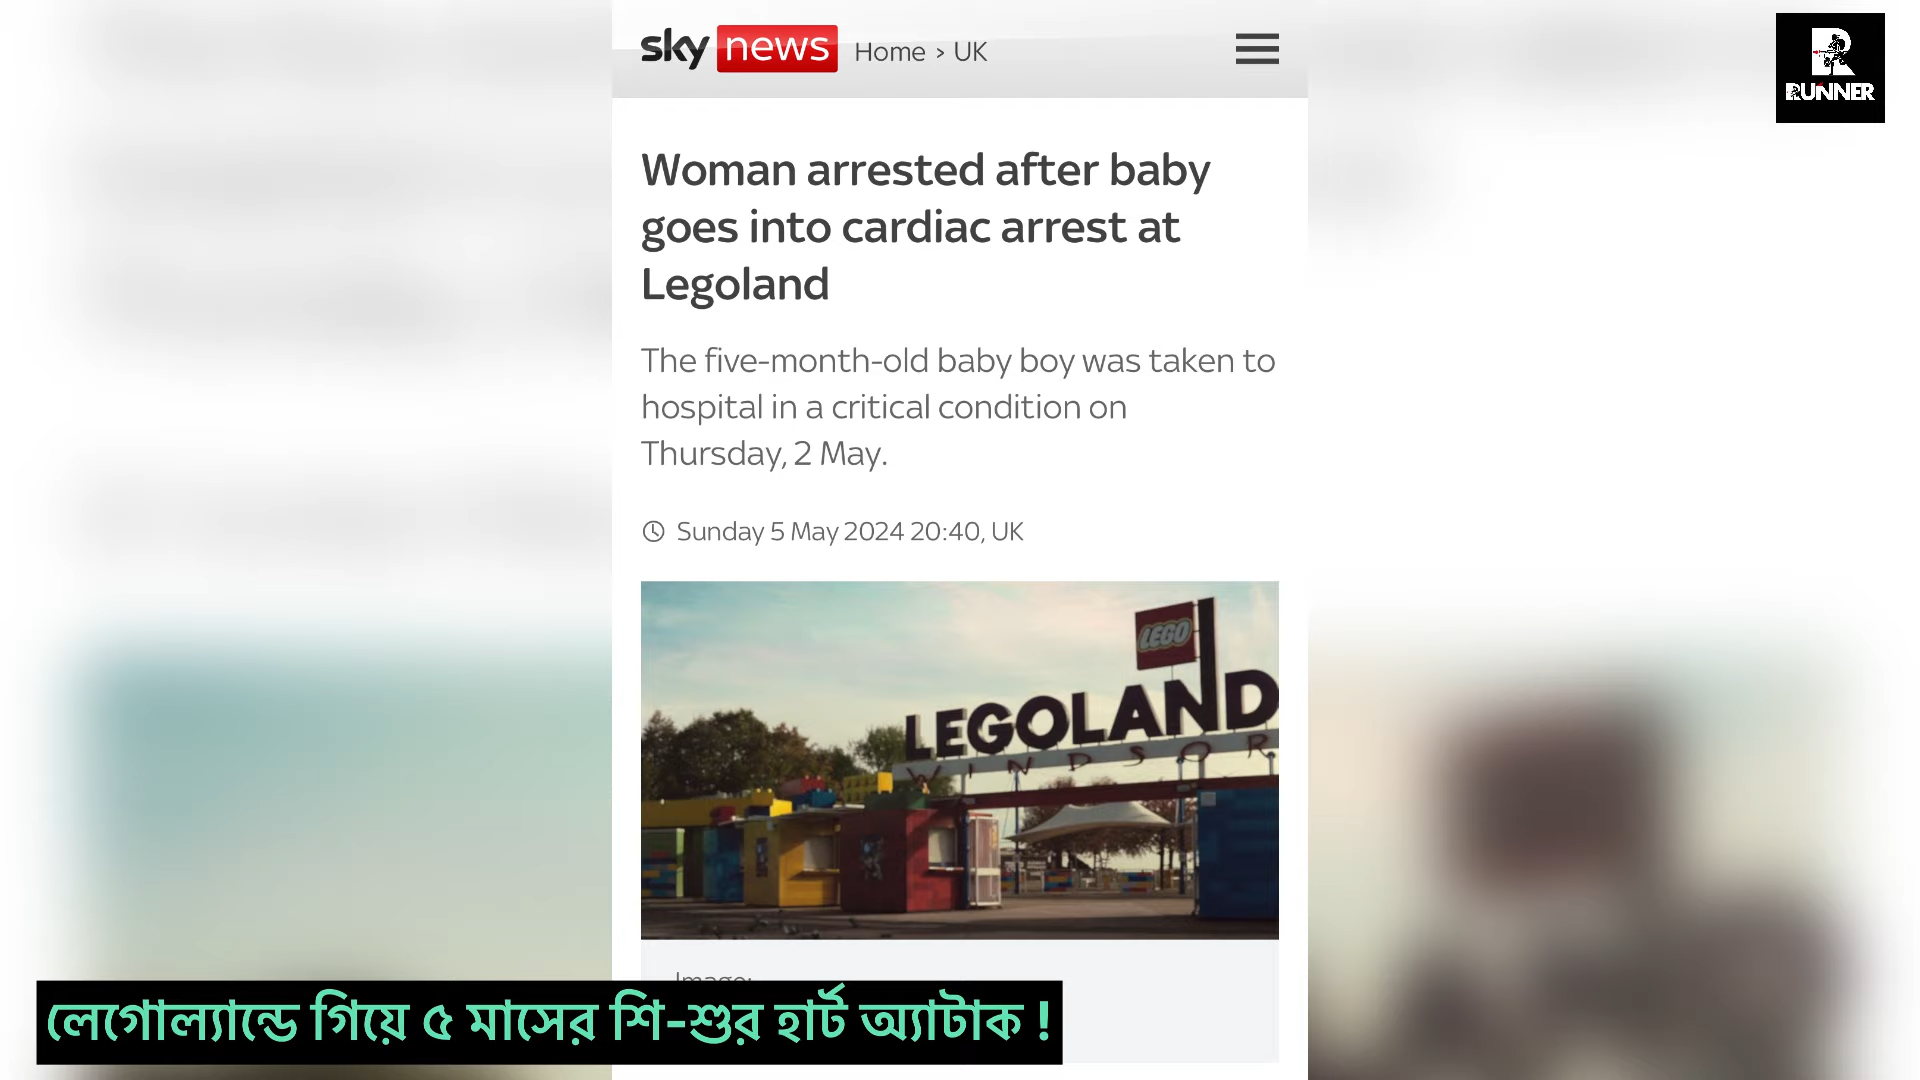 sky news Home > UK
RUNNER
Woman arrested after baby
goes into cardiac arrest at
Legoland
The five-month-old baby boy was taken to
hospital in a critical condition on
Thursday, 2 May.
Sunday 5 May 2024 20:40, UK
LEGO
LEGOLAND
WINDSOR
Image:
লেগোল্যান্ডে গিয়ে ৫ মাসের শি-শুর হার্ট অ্যাটাক !